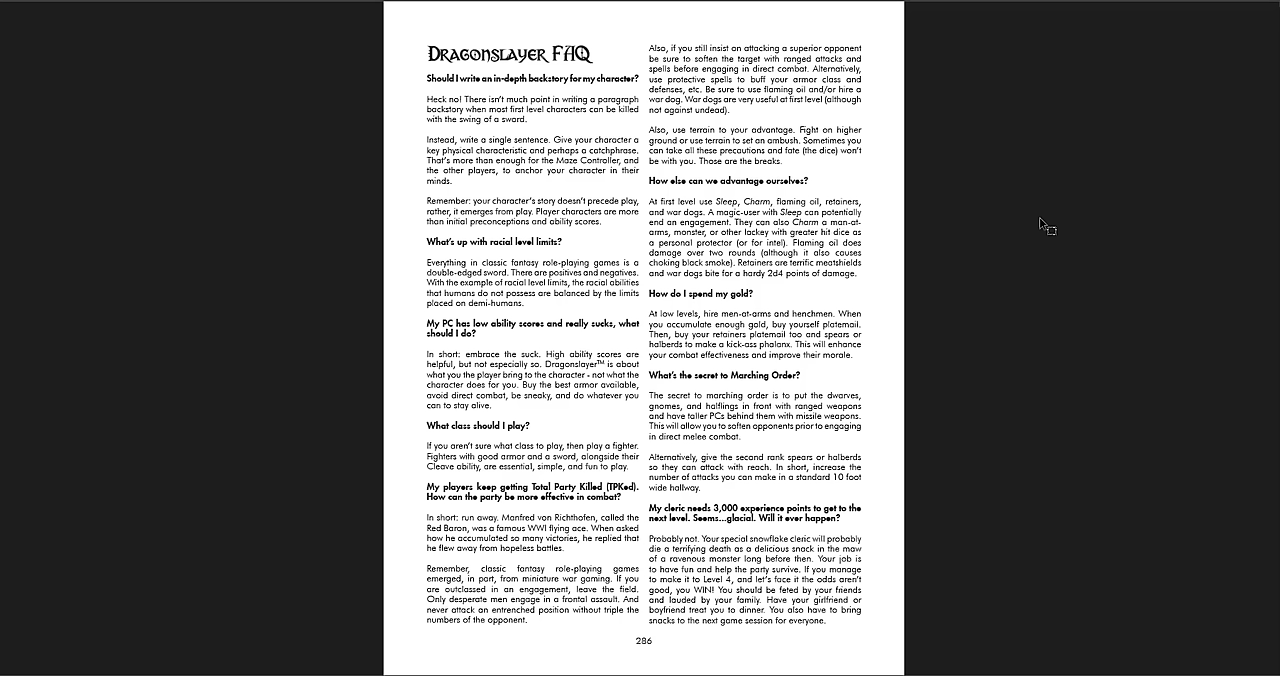 Dragonslayer FAQ
Should I write an in-depth backstory for my character?
Heck no! There isn't much point in writing a paragraph
backstory when most first level characters can be killed
with the swing of a sword.
Instead, write a single sentence. Give your character a
key physical characteristic and perhaps a catchphrase.
That's more than enough for the Maze Controller, and
the other players, to anchor your character in their
minds.
Remember: your character's story doesn't precede play,
rather, it emerges from play. Player characters are more
than initial preconceptions and ability scores.
What's up with racial level limits?
Everything in classic fantasy role-playing games is a
double-edged sword. There are positives and negatives.
With the example of racial level limits, the racial abilities
that humans do not possess are balanced by the limits
placed on demi-humans.
My PC has low ability scores and really sucks, what
should I do?
In short: embrace the suck. High ability scores are
helpful, but not especially so. Dragonslayer™ is about
what you the player bring to the character - not what the
character does for you. Buy the best armor available,
avoid direct combat, be sneaky, and do whatever you
can to stay alive.
What class should I play?
If you aren't sure what class to play, then play a fighter.
Fighters with good armor and a sword, alongside their
Cleave ability, are essential, simple, and fun to play.
My players keep getting Total Party Killed (TPKed).
How can the party be more effective in combat?
In short: run away. Manfred von Richthofen, called the
Red Baron, was a famous WWI flying ace. When asked
how he accumulated so many victories, he replied that
he flew away from hopeless battles.
Remember, classic fantasy role-playing games
emerged, in part, from miniature war gaming. If you
are outclassed in an engagement, leave the field.
Only desperate men engage in a frontal assault. And
never attack an entrenched position without triple the
numbers of the opponent.
Also, if you still insist on attacking a superior opponent
be sure to soften the target with ranged attacks and
spells before engaging in direct combat. Alternatively,
use protective spells to buff your armor class and
defenses, etc. Be sure to use flaming oil and/or hire a
war dog. War dogs are very useful at first level (although
not against undead).
Also, use terrain to your advantage. Fight on higher
ground or use terrain to set an ambush. Sometimes you
can take all these precautions and fate (the dice) won't
be with you. Those are the breaks.
How else can we advantage ourselves?
At first level use Sleep, Charm, flaming oil, retainers,
and war dogs. A magic-user with Sleep can potentially
end an engagement. They can also Charm a man-at-
arms, monster, or other lackey with greater hit dice as
a personal protector (or for intel). Flaming oil does
damage over two rounds (although it also causes
choking black smoke). Retainers are terrific meatshields
and war dogs bite for a hardy 2d4 points of damage.
How do I spend my gold?
At low levels, hire men-at-arms and henchmen. When
you accumulate enough gold, buy yourself platemail.
Then, buy your retainers platemail too and spears or
halberds to make a kick-ass phalanx. This will enhance
your combat effectiveness and improve their morale.
What's the secret to Marching Order?
The secret to marching order is to put the dwarves,
gnomes, and halflings in front with ranged weapons
and have taller PCs behind them with missile weapons.
This will allow you to soften opponents prior to engaging
in direct melee combat.
Alternatively, give the second rank spears or halberds
so they can attack with reach. In short, increase the
number of attacks you can make in a standard 10 foot
wide hallway.
My cleric needs 3,000 experience points to get to the
next level. Seems...glacial. Will it ever happen?
Probably not. Your special snowflake cleric will probably
die a terrifying death as a delicious snack in the maw
of a ravenous monster long before then. Your job is
to have fun and help the party survive. If you manage
to make it to Level 4, and let's face it the odds aren't
good, you WIN! You should be feted by your friends
and lauded by your family. Have your girlfriend or
boyfriend treat you to dinner. You also have to bring
snacks to the next game session for everyone.
286